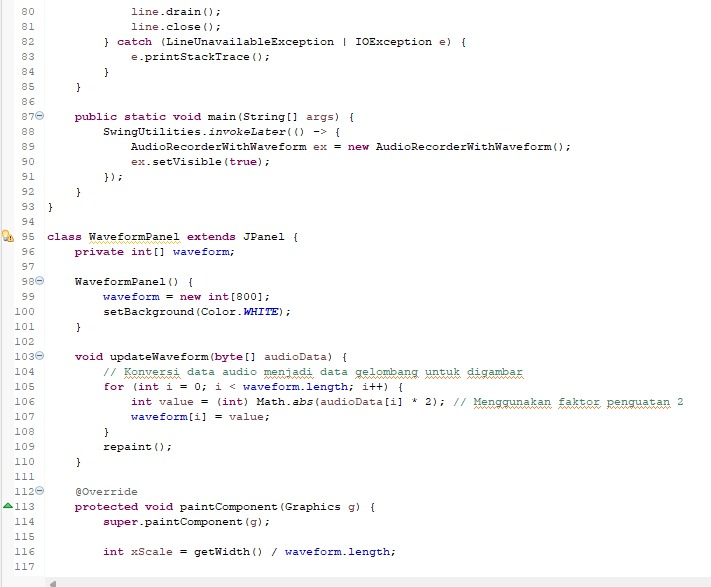 80            line.drain();
81            line.close();
82        } catch (LineUnavailableException | IOException e) {
83            e.printStackTrace();
84        }
85    }
86
87    public static void main(String[] args) {
88        SwingUtilities.invokeLater(() -> {
89            AudioRecorderWithWaveform ex = new AudioRecorderWithWaveform();
90            ex.setVisible(true);
91        });
92    }
93 }
94
95 class WaveformPanel extends JPanel {
96    private int[] waveform;
97
98    WaveformPanel() {
99        waveform = new int[800];
100        setBackground(Color.WHITE);
101    }
102
103    void updateWaveform(byte[] audioData) {
104        // Konversi data audio menjadi data gelombang untuk digambar
105        for (int i = 0; i < waveform.length; i++) {
106            int value = (int) Math.abs(audioData[i] * 2); // Menggunakan faktor penguatan 2
107            waveform[i] = value;
108        }
109        repaint();
110    }
111
112    @Override
113    protected void paintComponent(Graphics g) {
114        super.paintComponent(g);
115
116        int xScale = getWidth() / waveform.length;
117